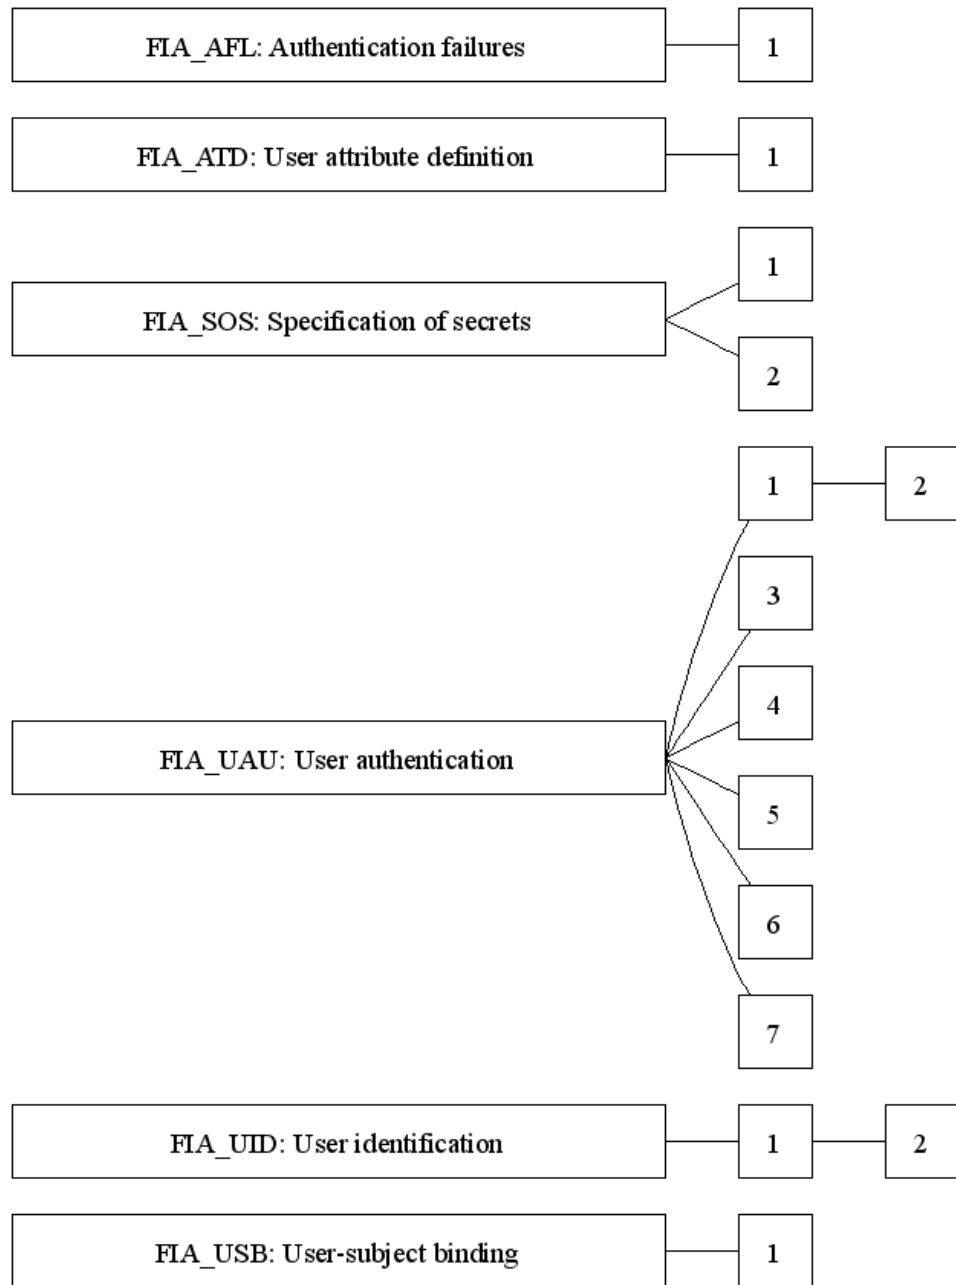 FIA_AFL: Authentication failures 1
FIA_ATD: User attribute definition 1
1
FIA_SOS: Specification of secrets
2
1 2
3
4
FIA_UAU: User authentication
5
6
7
FIA_UID: User identification 1 2
FIA_USB: User-subject binding 1